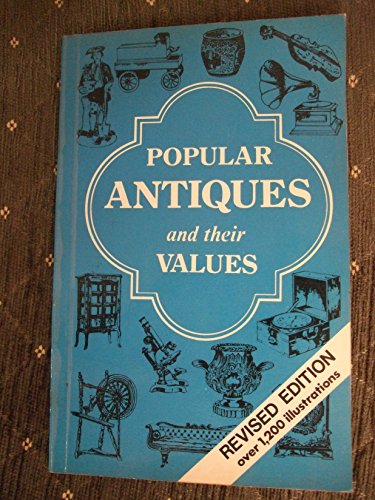 POPULAR
ANTIQUES
and their
VALUES
REVISED EDITION
over 1,200 illustrations